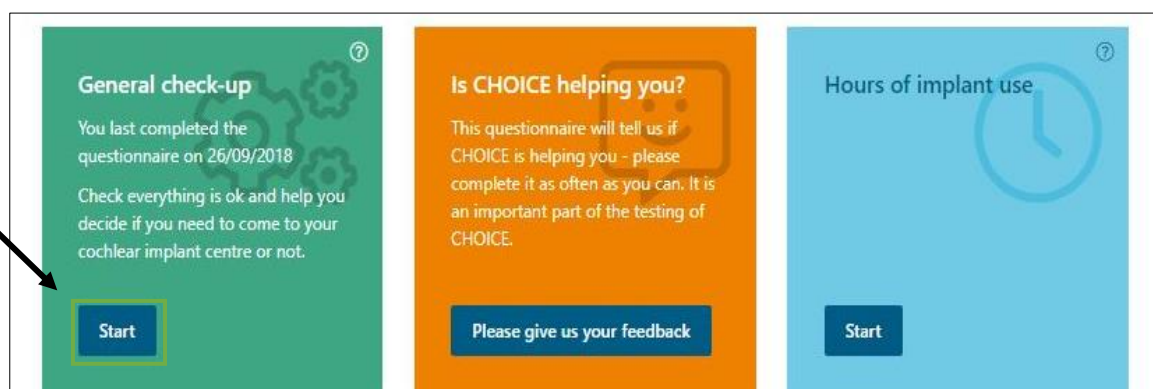 General check-up
You last completed the
questionnaire on 26/09/2018
Check everything is ok and help you
decide if you need to come to your
cochlear implant centre or not.
Start
Is CHOICE helping you?
This questionnaire will tell us if
CHOICE is helping you - please
complete it as often as you can. It is
an important part of the testing of
CHOICE.
Please give us your feedback
Hours of implant use
Start